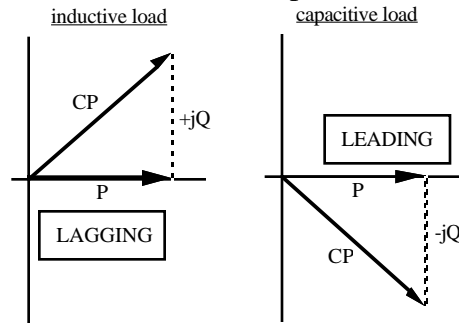 inductive load
CP
+jQ
P
LAGGING
capacitive load
LEADING
P
CP
-jQ